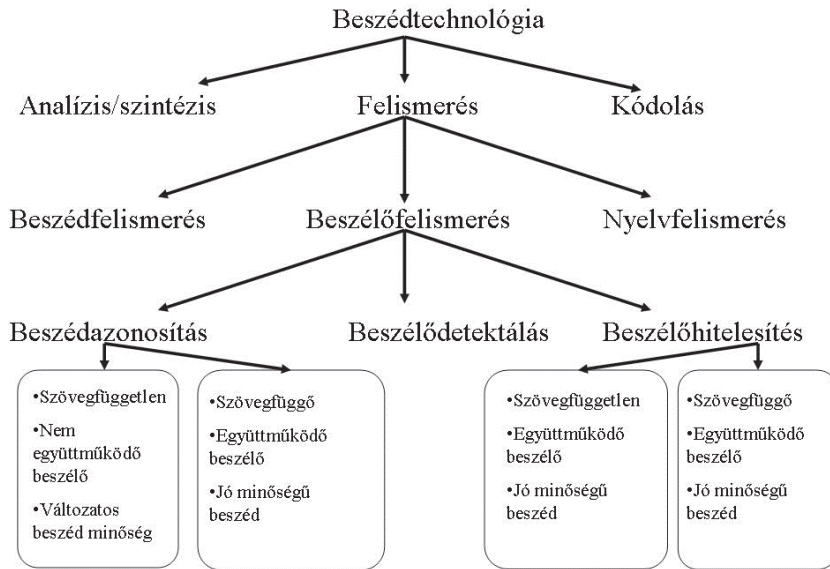 Beszédtechnológia
Analízis/szintézis
Felismerés
Kódolás
Beszédfelismerés
Beszélőfelismerés
Nyelvfelismerés
Beszédazonosítás
Beszélődetektálás
Beszélőhitelesítés
•Szövegfüggetlen
•Nem
együttműködő
beszélő
•Változatos
beszéd minőség
•Szövegfüggő
•Együttműködő
beszélő
•Jó minőségű
beszéd
•Szövegfüggetlen
•Együttműködő
beszélő
•Jó minőségű
beszéd
•Szövegfüggő
•Együttműködő
beszélő
•Jó minőségű
beszéd